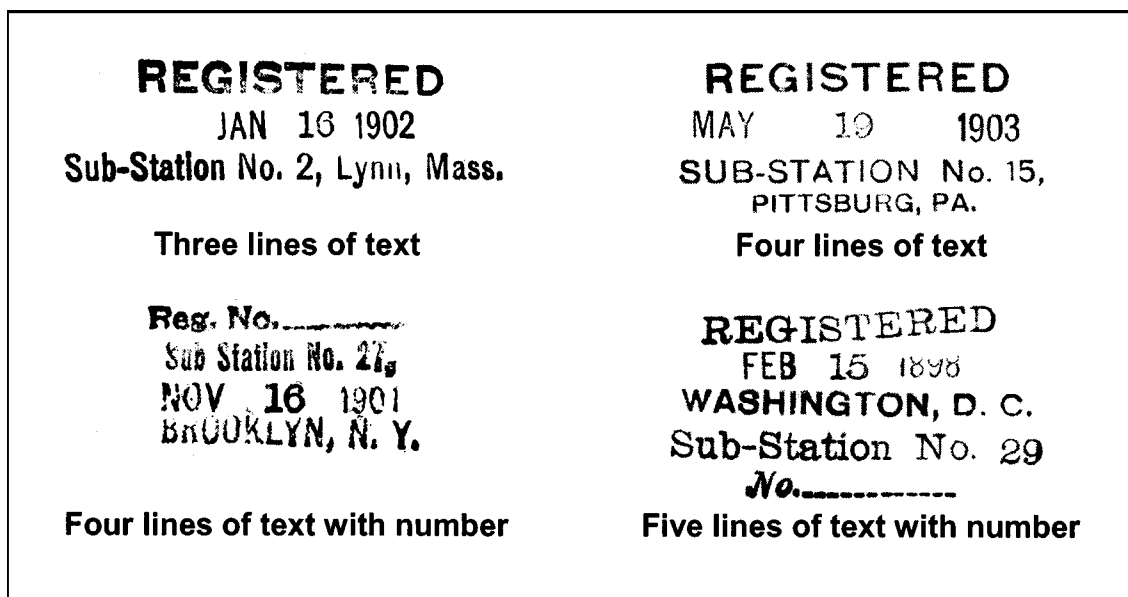 REGISTERED
JAN 16 1902
Sub-Station No. 2, Lynn, Mass.
Three lines of text
REGISTERED
MAY 19 1903
SUB-STATION No. 15,
PITTSBURG, PA.
Four lines of text
Reg. No.
Sub Station No. 27,
NOV 16 1901
BROOKLYN, N. Y.
Four lines of text with number
REGISTERED
FEB 15 1898
WASHINGTON, D. C.
Sub-Station No. 29
No.
Five lines of text with number